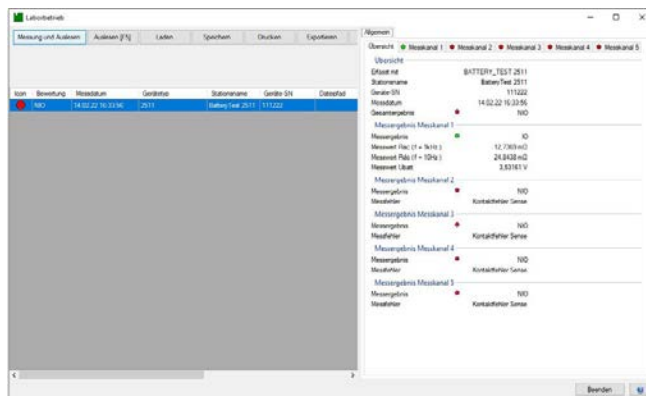 Laborbetrieb
Messung und Auslesen Auslesen [F5] Laden Speichern Drucken Exportieren
Icon Bewertung Messdatum Gerätetyp Stationsname Geräte-SN Dateipfad
NIO 14.02.22 16:33:56 2511 BatteryTest 2511 111222
Allgemein
Übersicht Messkanal 1 Messkanal 2 Messkanal 3 Messkanal 4 Messkanal 5
Übersicht
Erfasst mit BATTERY_TEST 2511
Stationsname BatteryTest 2511
Geräte-SN 111222
Messdatum 14.02.22 16:33:56
Gesamtergebnis NIO
Messergebnis Messkanal 1
Messergebnis IO
Messwert Rac (f = 1kHz) 12,7369 mΩ
Messwert (f = 10Hz) 24,8438 mΩ
Messwert Ubatt 3,63161 V
Messergebnis Messkanal 2
Messergebnis NIO
Messfehler Kontaktfehler Sense
Messergebnis Messkanal 3
Messergebnis NIO
Messfehler Kontaktfehler Sense
Messergebnis Messkanal 4
Messergebnis NIO
Messfehler Kontaktfehler Sense
Messergebnis Messkanal 5
Messergebnis NIO
Messfehler Kontaktfehler Sense
Beenden